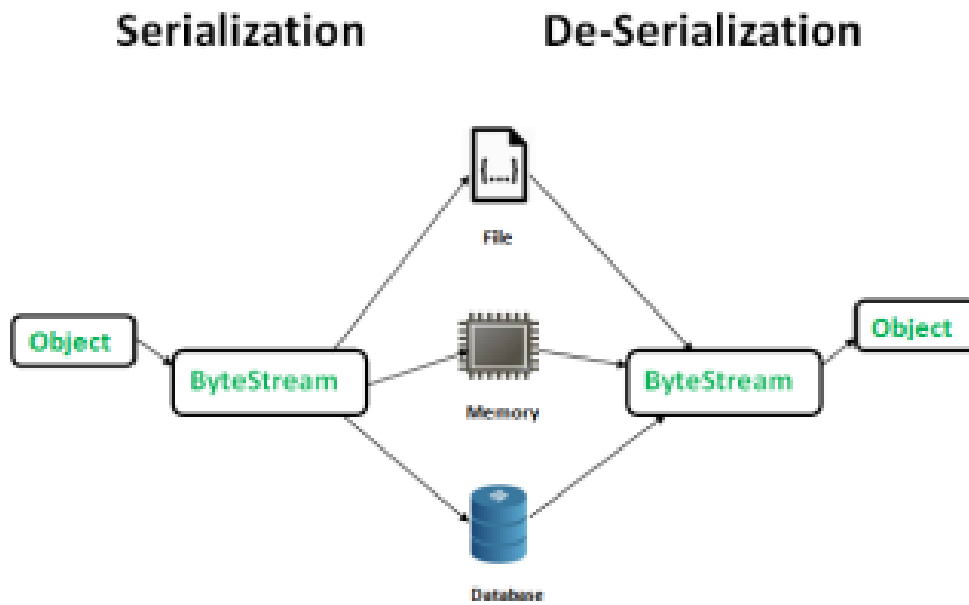 Serialization
De-Serialization
{...}
File
Object
ByteStream
Memory
ByteStream
Object
Database